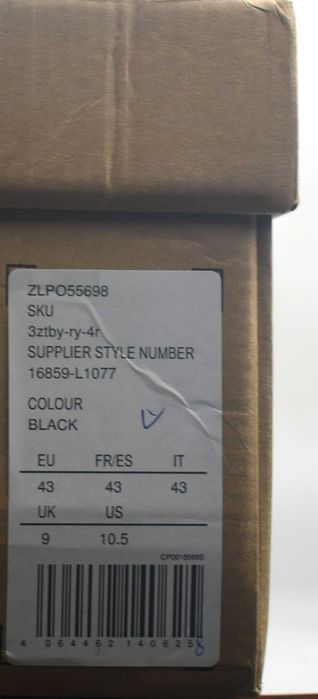 ZLPO55698
SKU
3ztby-ry-4r
SUPPLIER STYLE NUMBER
16859-L1077
COLOUR
BLACK
EU FR/ES IT
43 43 43
UK US
9 10.5
CP00185865
4 064462 140625